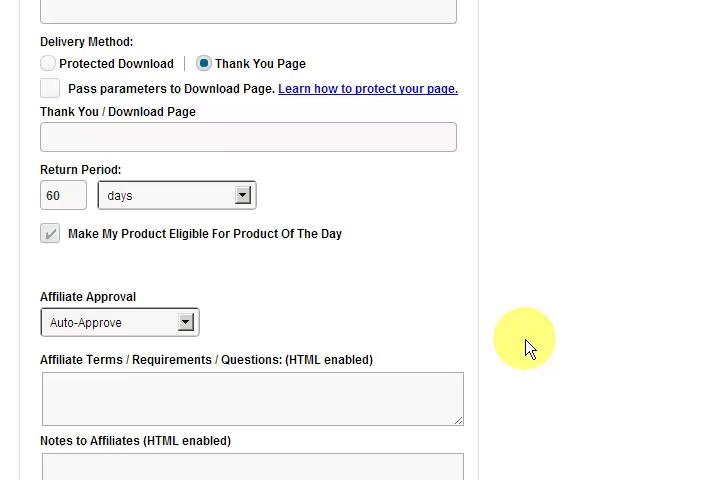 Delivery Method:
Protected Download | Thank You Page
Pass parameters to Download Page. Learn how to protect your page.
Thank You / Download Page
Return Period:
60 days
Make My Product Eligible For Product Of The Day
Affiliate Approval
Auto-Approve
Affiliate Terms / Requirements / Questions: (HTML enabled)
Notes to Affiliates (HTML enabled)